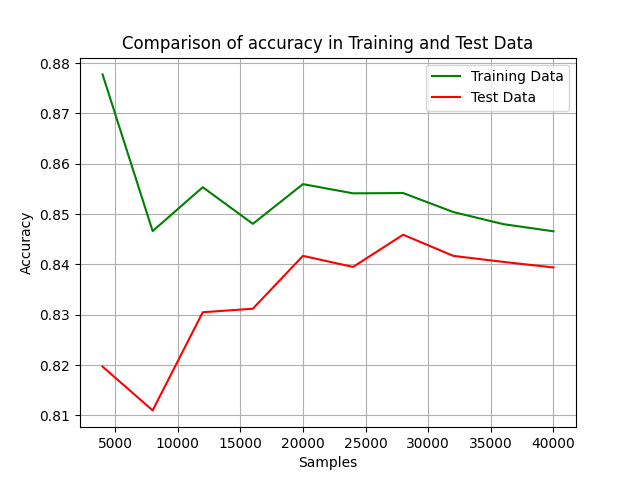 Comparison of accuracy in Training and Test Data
Training Data
Test Data
Accuracy
0.88
0.87
0.86
0.85
0.84
0.83
0.82
0.81
5000 10000 15000 20000 25000 30000 35000 40000
Samples